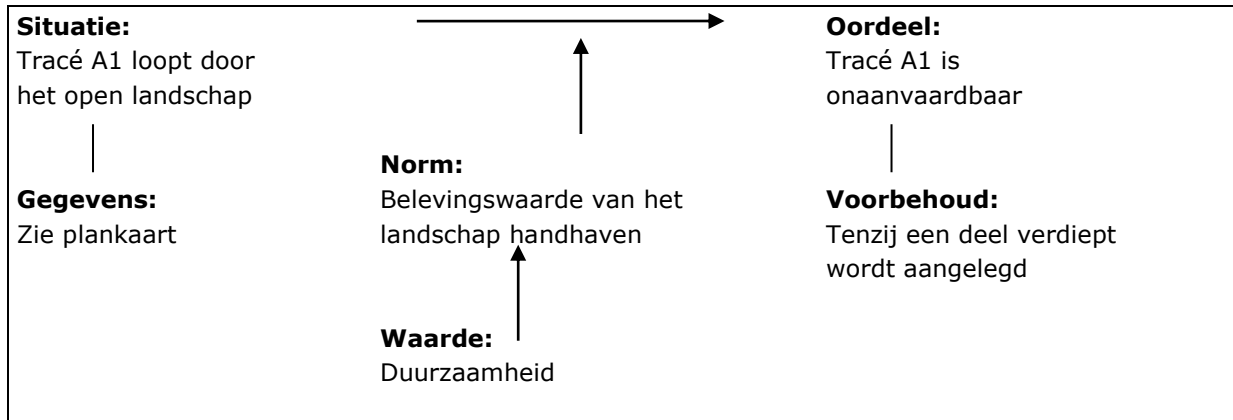 Situatie:
Tracé A1 loopt door
het open landschap
Gegevens:
Zie plankaart
Norm:
Belevingswaarde van het
landschap handhaven
Waarde:
Duurzaamheid
Oordeel:
Tracé A1 is
onaanvaardbaar
Voorbehoud:
Tenzij een deel verdiept
wordt aangelegd